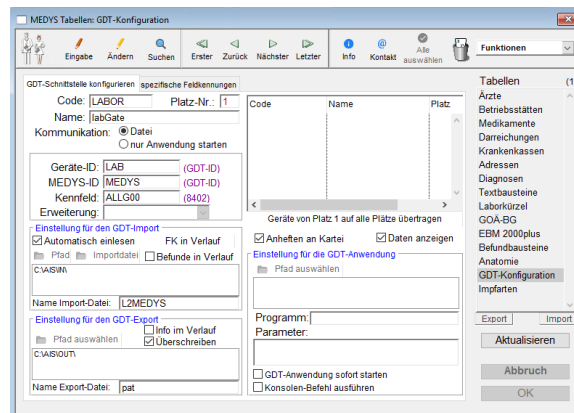 MEDYS Tabellen: GDT-Konfiguration
Eingabe Ändern Suchen Erster Zurück Nächster Letzter Info Kontakt Alle auswählen Funktionen
GDT-Schnittstelle konfigurieren spezifische Feldkennungen
Code: LABOR Platz-Nr.: 1
Name: labGate
Kommunikation: Datei
nur Anwendung starten
Geräte-ID: LAB (GDT-ID)
MEDYS-ID MEDYS (GDT-ID)
Kennfeld: ALLG00 (8402)
Erweiterung:
Einstellung für den GDT-Import
Automatisch einlesen FK in Verlauf
Pfad Importdatei Befunde in Verlauf
C:\AIS\IN\
Name Import-Datei: L2MEDYS
Einstellung für den GDT-Export
Info im Verlauf
Pfad auswählen Überschreiben
C:\AIS\OUT\
Name Export-Datei: pat
Code Name Platz
Geräte von Platz 1 auf alle Plätze übertragen
Anheften an Kartei Daten anzeigen
Einstellung für die GDT-Anwendung
Pfad auswählen
Programm:
Parameter:
GDT-Anwendung sofort starten
Konsolen-Befehl ausführen
Tabellen (1
Ärzte
Betriebsstätten
Medikamente
Darreichungen
Krankenkassen
Adressen
Diagnosen
Textbausteine
Laborkürzel
GOÄ-BG
EBM 2000plus
Befundbausteine
Anatomie
GDT-Konfiguration
Impfarten
Export Import
Aktualisieren
Abbruch
OK